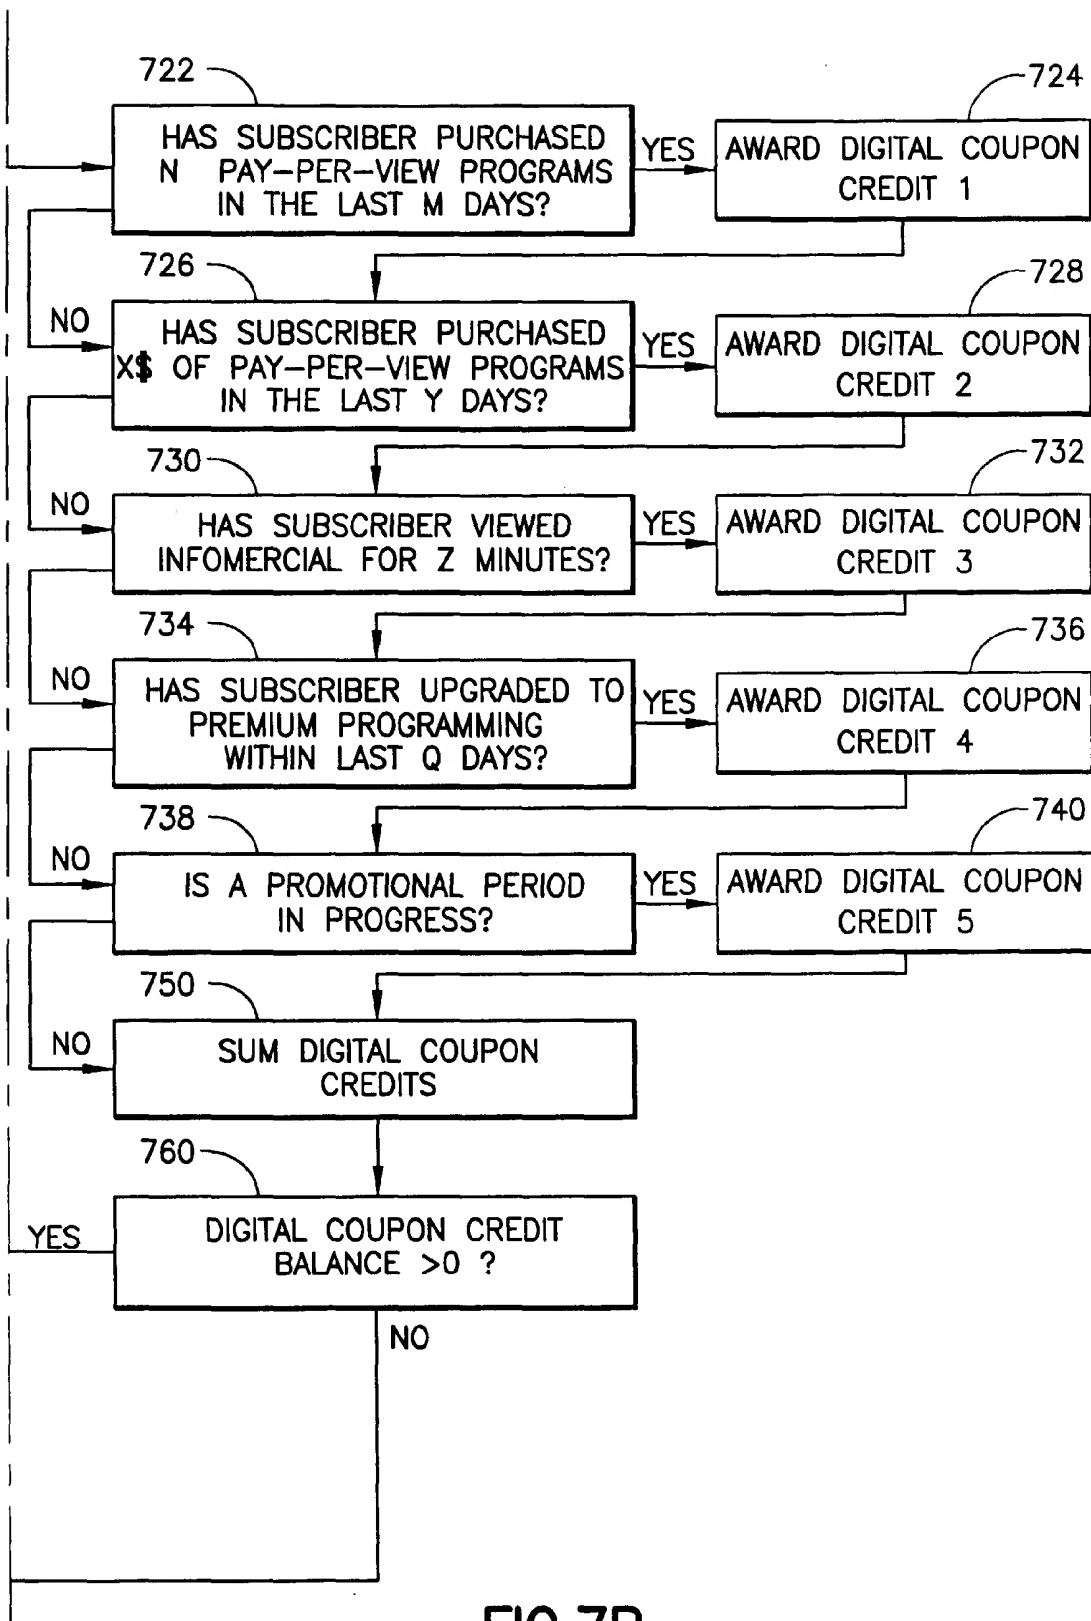 722
724
HAS SUBSCRIBER PURCHASED
N PAY-PER-VIEW PROGRAMS
IN THE LAST M DAYS?
YES
AWARD DIGITAL COUPON
CREDIT 1
726
728
NO
HAS SUBSCRIBER PURCHASED
X$ OF PAY-PER-VIEW PROGRAMS
IN THE LAST Y DAYS?
YES
AWARD DIGITAL COUPON
CREDIT 2
730
732
NO
HAS SUBSCRIBER VIEWED
INFOMERCIAL FOR Z MINUTES?
YES
AWARD DIGITAL COUPON
CREDIT 3
734
736
NO
HAS SUBSCRIBER UPGRADED TO
PREMIUM PROGRAMMING
WITHIN LAST Q DAYS?
YES
AWARD DIGITAL COUPON
CREDIT 4
738
740
NO
IS A PROMOTIONAL PERIOD
IN PROGRESS?
YES
AWARD DIGITAL COUPON
CREDIT 5
750
NO
SUM DIGITAL COUPON
CREDITS
760
YES
DIGITAL COUPON CREDIT
BALANCE >0 ?
NO